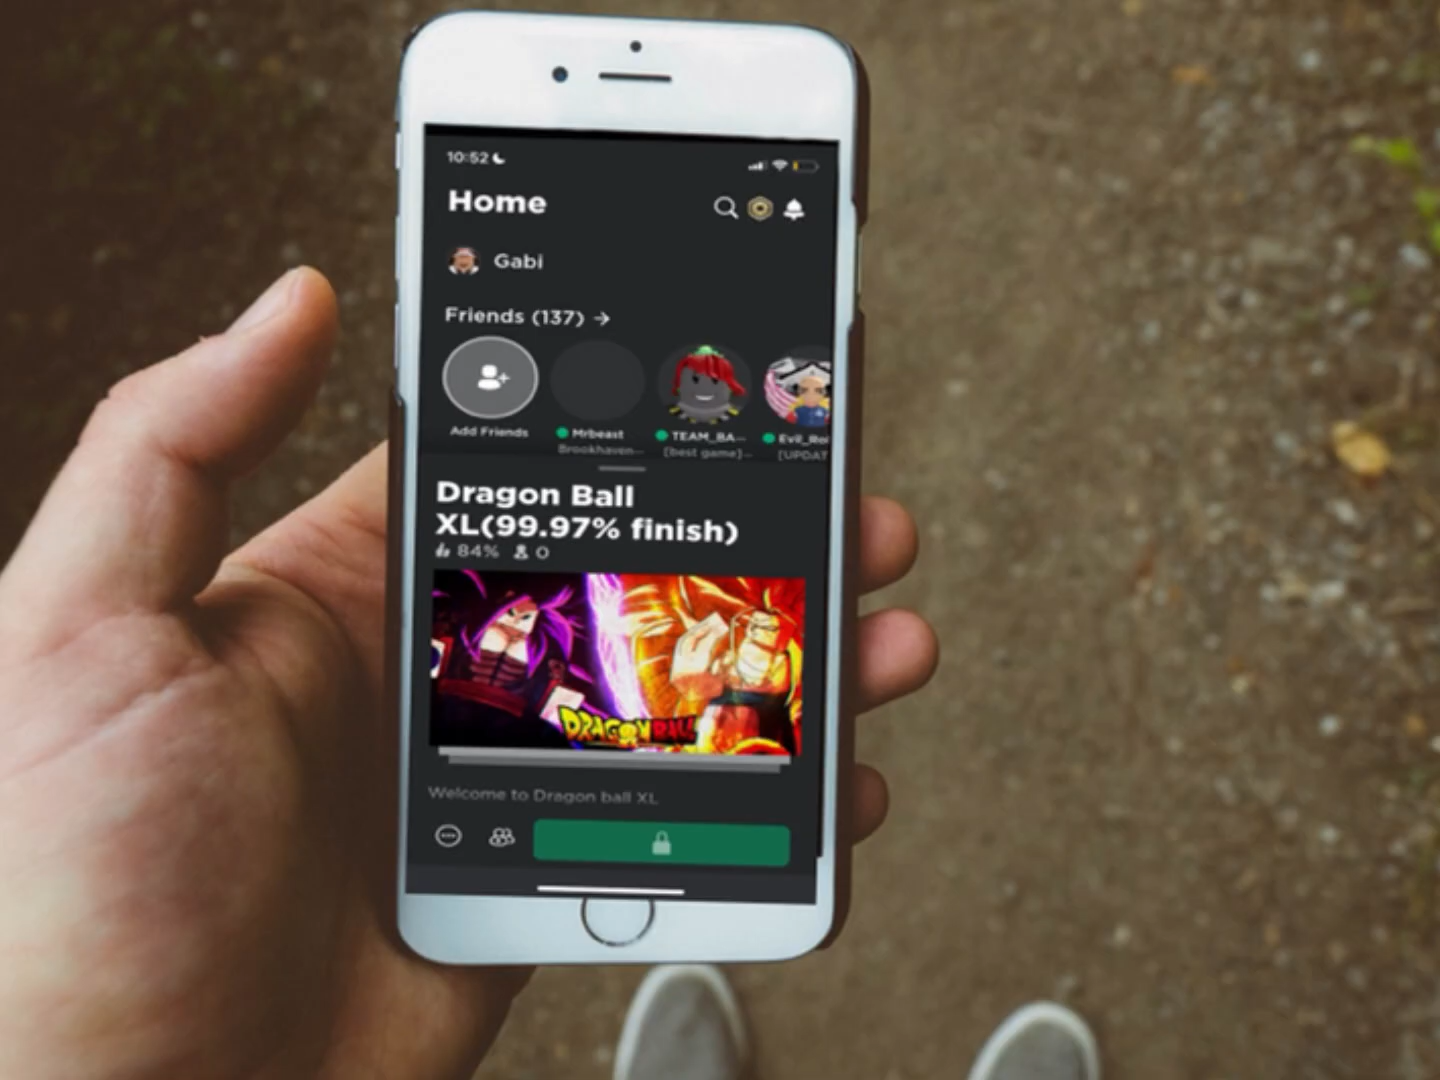 10:52
Home
Gabi
Friends (137) →
Add Friends
Mrbeast
Brookhaven...
TEAM_BA...
[best game]...
Evil_Rol
[UPDAT
Dragon Ball
XL(99.97% finish)
84% 0
DRAGON BALL
Welcome to Dragon ball XL